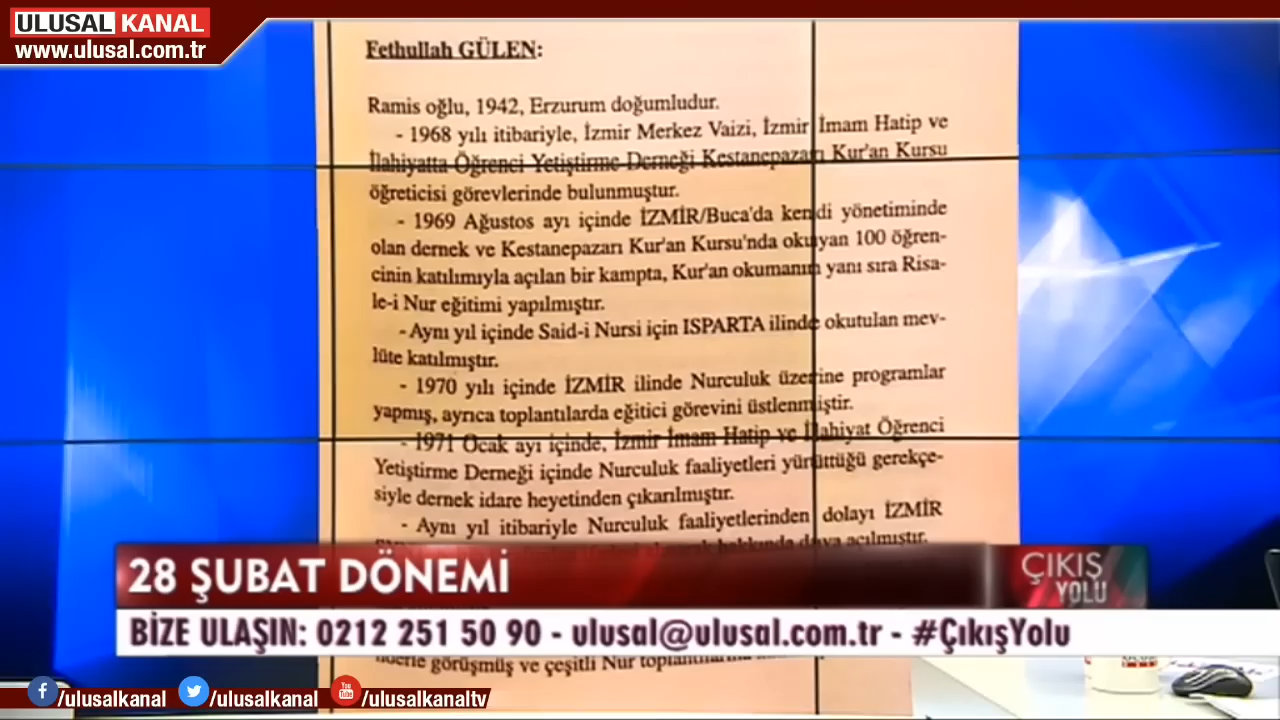 ULUSAL KANAL
www.ulusal.com.tr
Fethullah GÜLEN:
Ramis oğlu, 1942, Erzurum doğumludur.
- 1968 yılı itibariyle, İzmir Merkez Vaizi, İzmir İmam Hatip ve
İlahiyatta Öğrenci Yetiştirme Derneği Kestanepazarı Kur'an Kursu
öğreticisi görevlerinde bulunmuştur.
- 1969 Ağustos ayı içinde İZMİR/Buca'da kendi yönetiminde
olan dernek ve Kestanepazarı Kur'an Kursu'nda okuyan 100 öğren-
cinin katılımıyla açılan bir kampta, Kur'an okumanın yanı sıra Risa-
le-i Nur eğitimi yapılmıştır.
- Aynı yıl içinde Said-i Nursi için ISPARTA ilinde okutulan mev-
lüte katılmıştır.
- 1970 yılı içinde İZMİR ilinde Nurculuk üzerine programlar
yapmış, ayrıca toplantılarda eğitici görevini üstlenmiştir.
- 1971 Ocak ayı içinde, İzmir İmam Hatip ve İlahiyat Öğrenci
Yetiştirme Derneği içinde Nurculuk faaliyetleri yürüttüğü gerekçe-
siyle dernek idare heyetinden çıkarılmıştır.
- Aynı yıl itibariyle Nurculuk faaliyetlerinden dolayı İZMİR
hakkında dava açılmıştır.
28 ŞUBAT DÖNEMİ
ÇIKIŞ
YOLU
BİZE ULAŞIN: 0212 251 50 90 - ulusal@ulusal.com.tr - #ÇıkışYolu
görüşmüş ve çeşitli Nur
/ulusalkanal
/ulusalkanal
/ulusalkanaltv